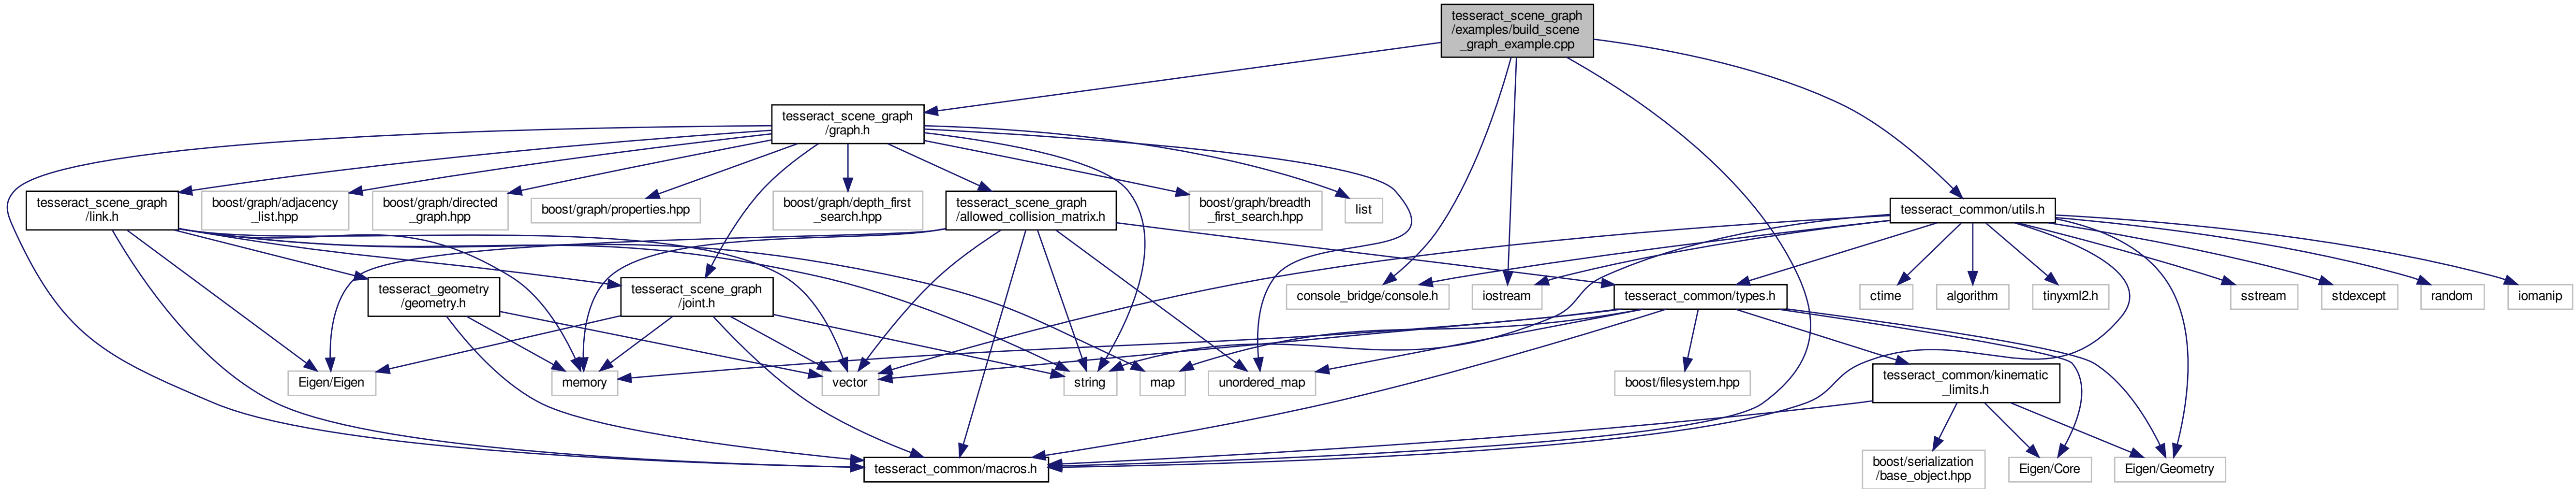 tesseract_scene_graph
/examples/build_scene
_graph_example.cpp
tesseract_scene_graph
/graph.h
tesseract_scene_graph
/link.h
boost/graph/adjacency
_list.hpp
boost/graph/directed
_graph.hpp
boost/graph/properties.hpp
boost/graph/depth_first
_search.hpp
tesseract_scene_graph
/allowed_collision_matrix.h
boost/graph/breadth
_first_search.hpp
list
tesseract_common/utils.h
tesseract_geometry
/geometry.h
tesseract_scene_graph
/joint.h
console_bridge/console.h
iostream
tesseract_common/types.h
ctime
algorithm
tinyxml2.h
sstream
stdexcept
random
iomanip
Eigen/Eigen
memory
vector
string
map
unordered_map
boost/filesystem.hpp
tesseract_common/kinematic
_limits.h
tesseract_common/macros.h
boost/serialization
/base_object.hpp
Eigen/Core
Eigen/Geometry